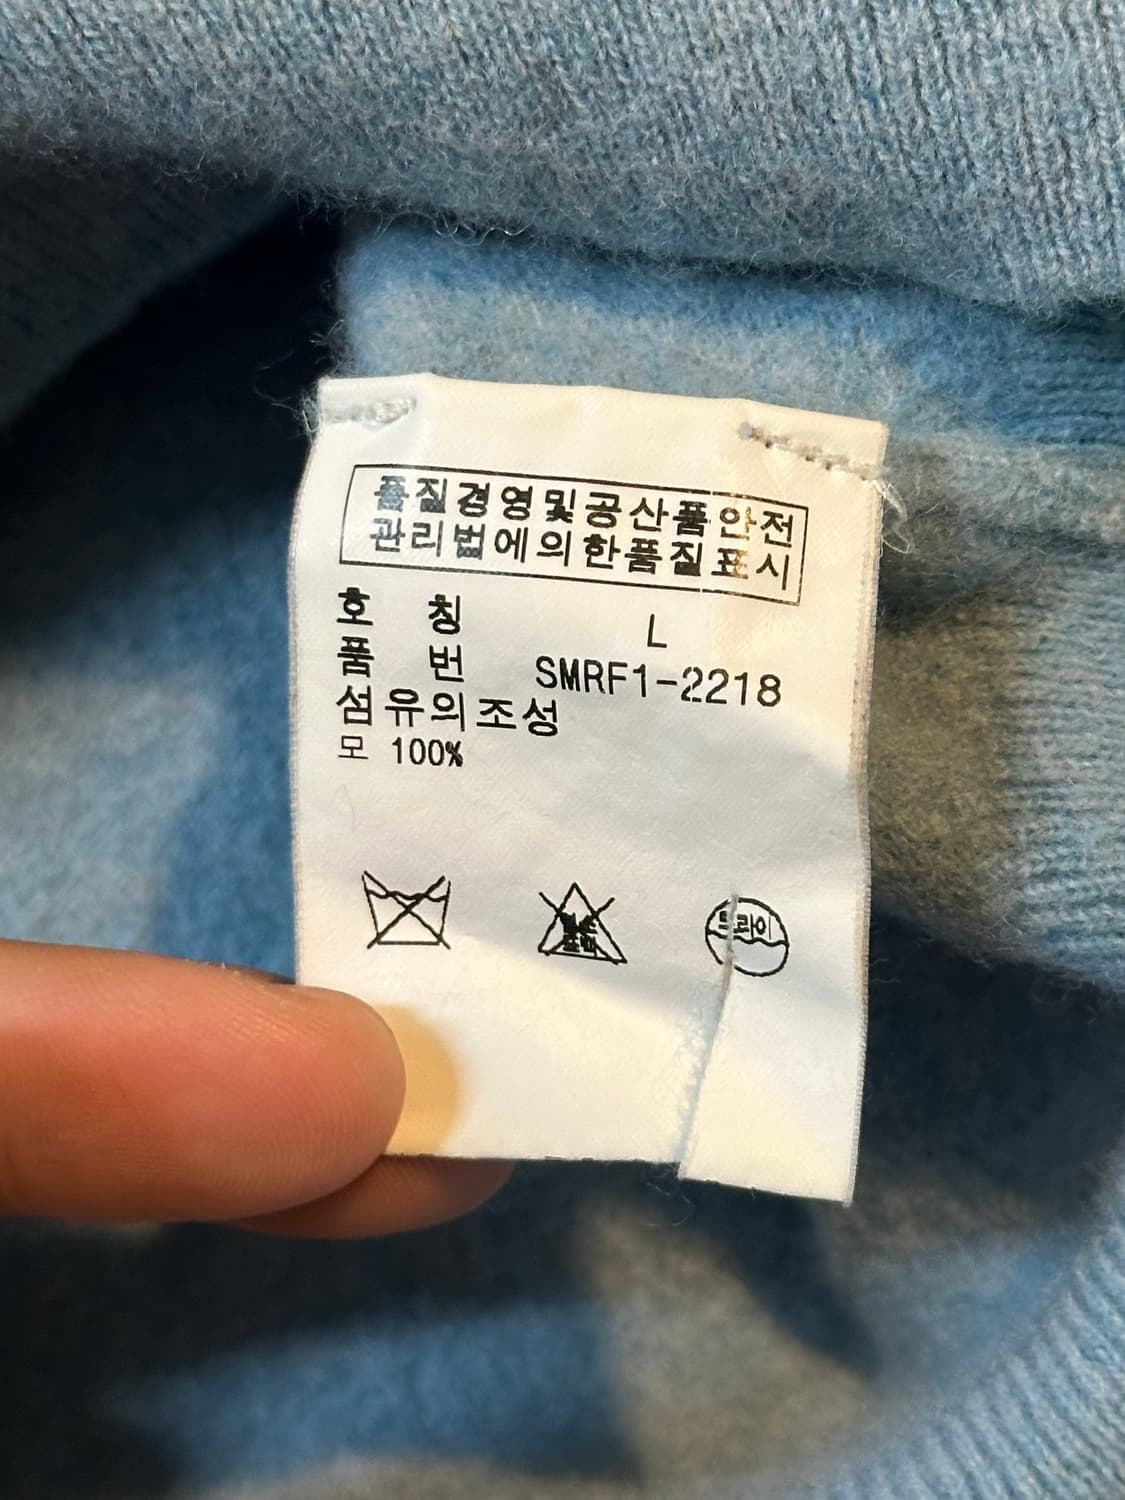 품질경영및공산품안전
관리법에의한품질표시
호 칭 L
품 번 SMRF1-2218
섬유의조성
모 100%
드라이